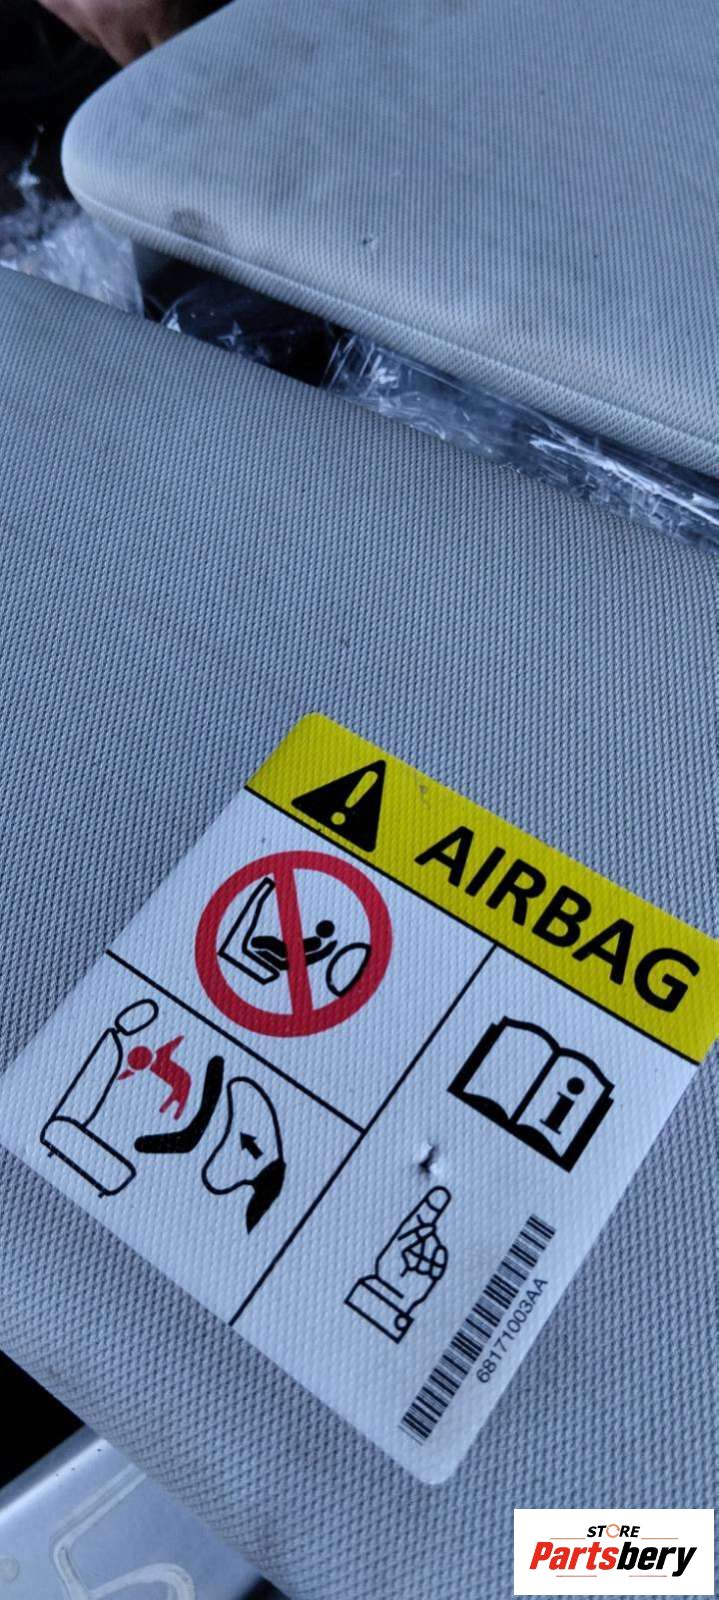 AIRBAG
i
68171003AA
STORE
Partsbery